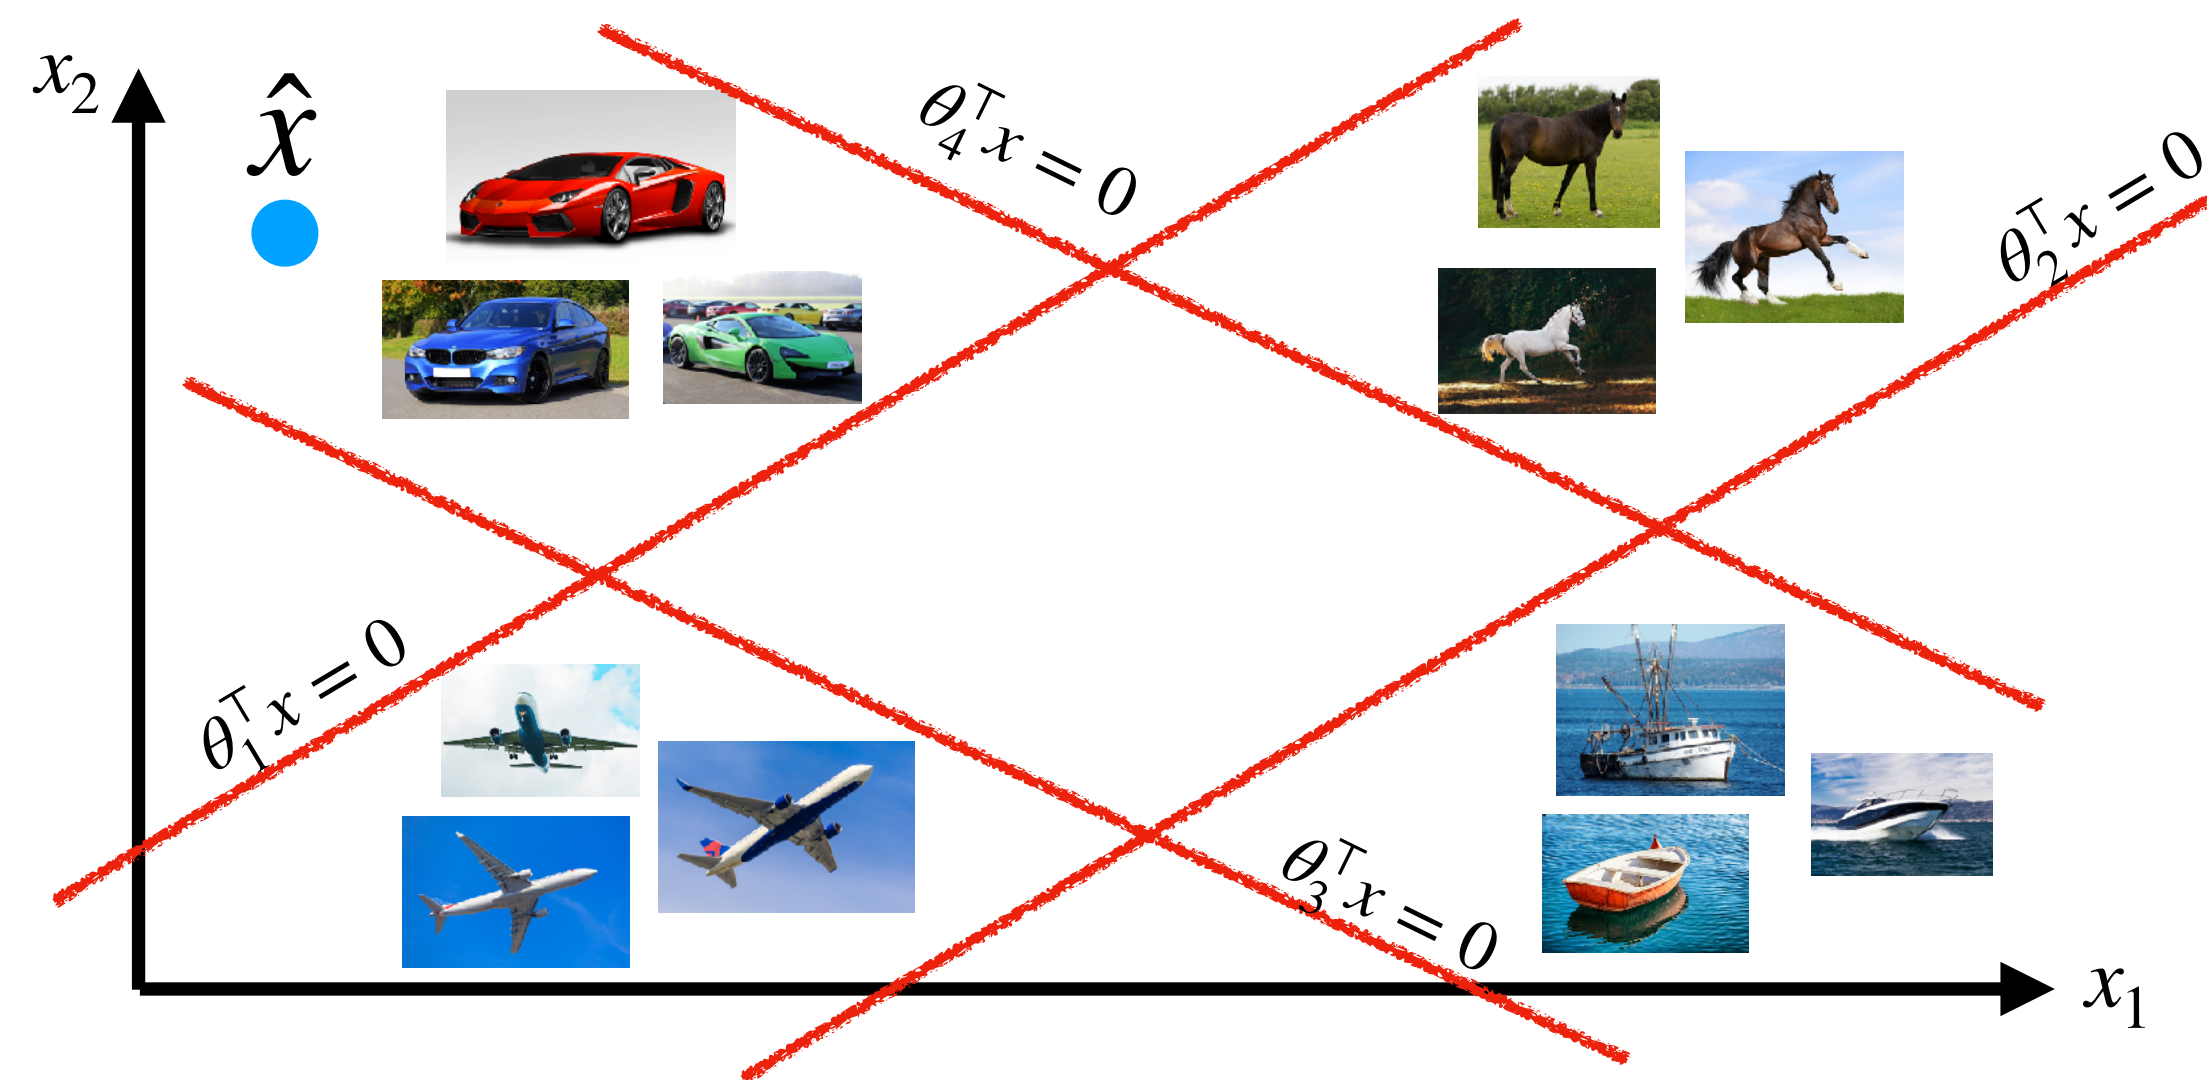 x₂
x̂
θ₄ᵀx = 0
θ₂ᵀx = 0
θ₁ᵀx = 0
θ₃ᵀx = 0
x₁